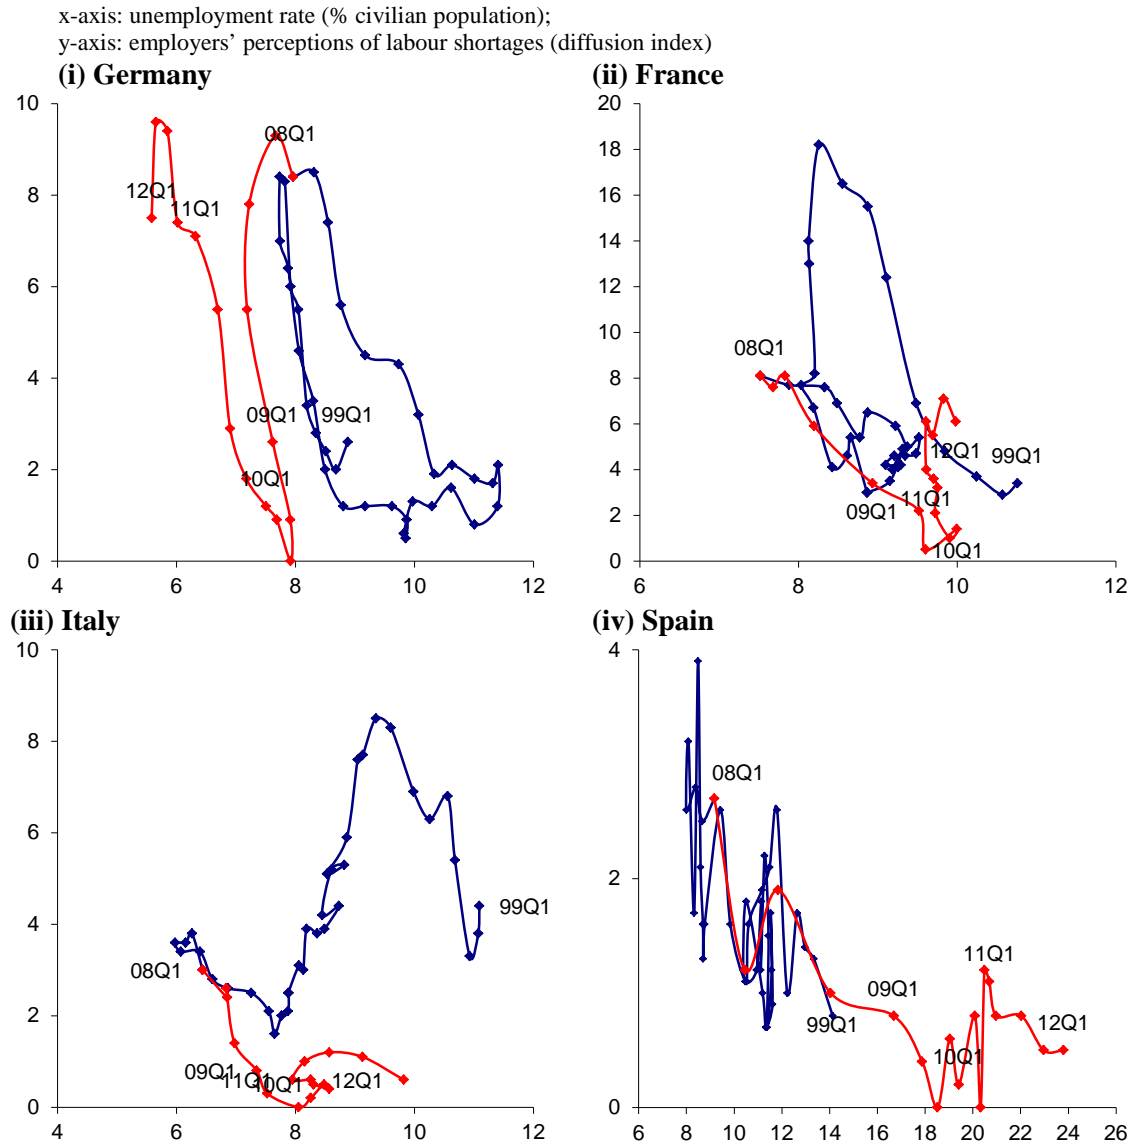 x-axis: unemployment rate (% civilian population);
y-axis: employers’ perceptions of labour shortages (diffusion index)
(i) Germany
10
8
6
4
2
0
4 6 8 10 12
08Q1
12Q1
11Q1
09Q1 99Q1
10Q1
(ii) France
20
18
16
14
12
10
8
6
4
2
0
6 8 10 12
08Q1
12Q1 99Q1
09Q1 11Q1
10Q1
(iii) Italy
10
8
6
4
2
0
4 6 8 10 12
99Q1
08Q1
09Q1 11Q1 10Q1 12Q1
(iv) Spain
4
2
0
6 8 10 12 14 16 18 20 22 24 26
08Q1
11Q1
09Q1
99Q1 12Q1
10Q1